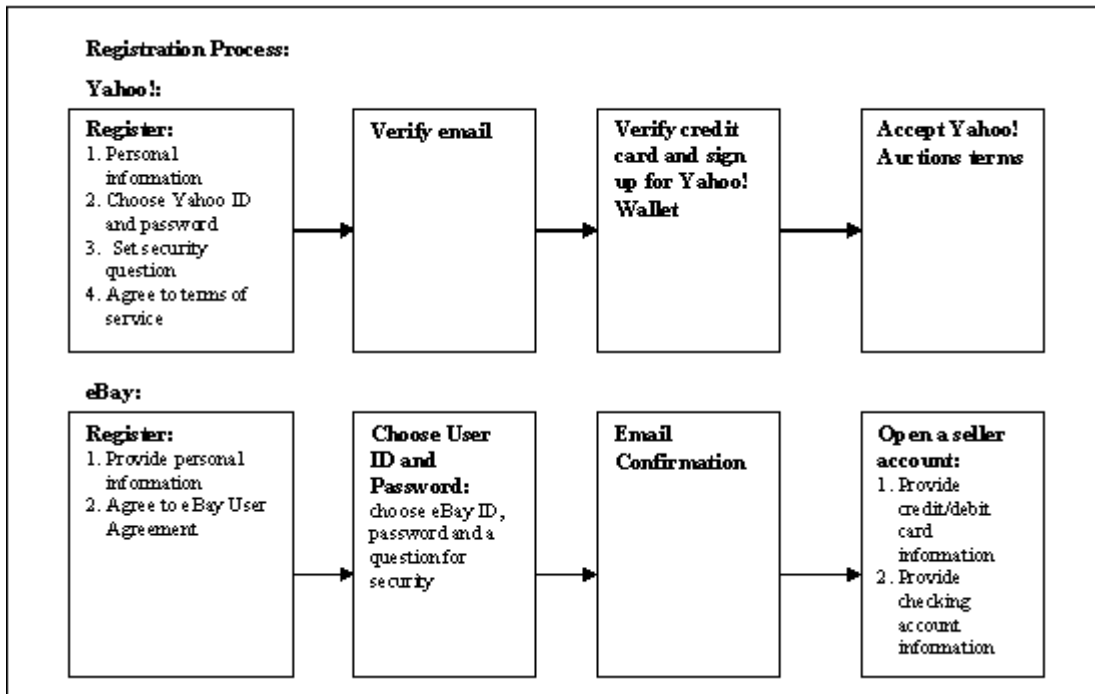 Registration Process:
Yahoo!:
Register:
1. Personal
information
2. Choose Yahoo ID
and password
3. Set security
question
4. Agree to terms of
service
Verify email
Verify credit
card and sign
up for Yahoo!
Wallet
Accept Yahoo!
Auctions terms
eBay:
Register:
1. Provide personal
information
2. Agree to eBay User
Agreement
Choose User
ID and
Password:
choose eBay ID,
password and a
question for
security
Email
Confirmation
Open a seller
account:
1. Provide
credit/debit
card
information
2. Provide
checking
account
information